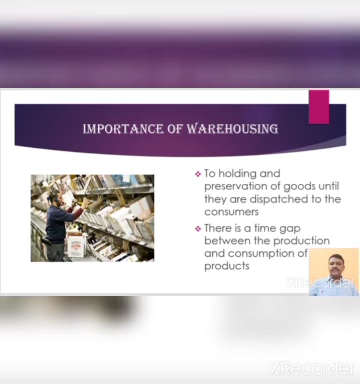 IMPORTANCE OF WAREHOUSING
❖ To holding and
preservation of goods until
they are dispatched to the
consumers
❖ There is a time gap
between the production
and consumption of
products
XRecorder
XRecorder